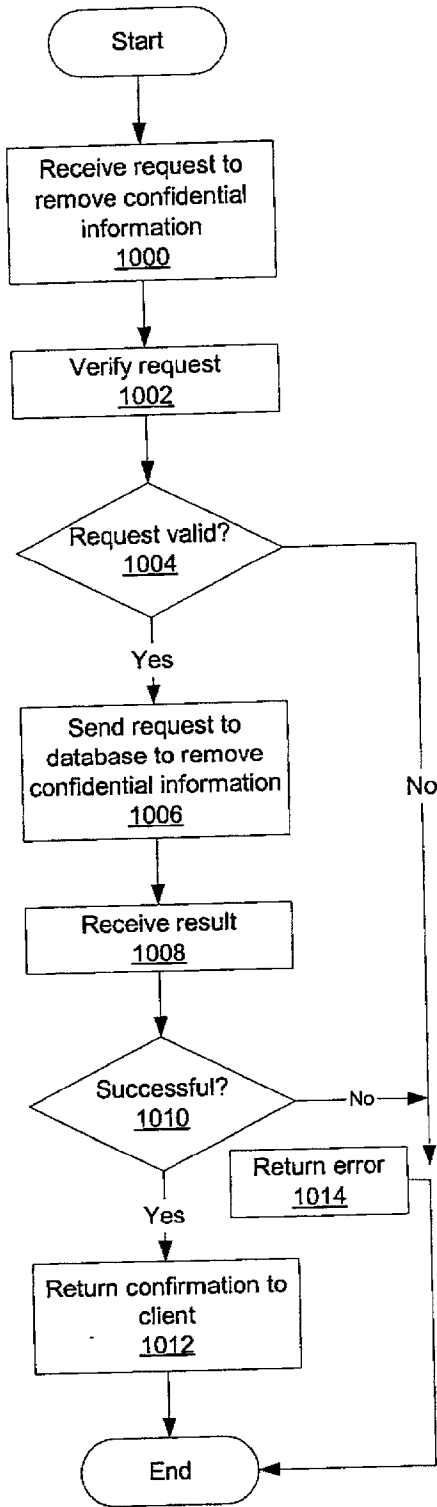 Start
Receive request to
remove confidential
information
1000
Verify request
1002
Request valid?
1004
Yes
Send request to
database to remove
confidential information
1006
No
Receive result
1008
Successful?
1010
No
Return error
1014
Yes
Return confirmation to
client
1012
End